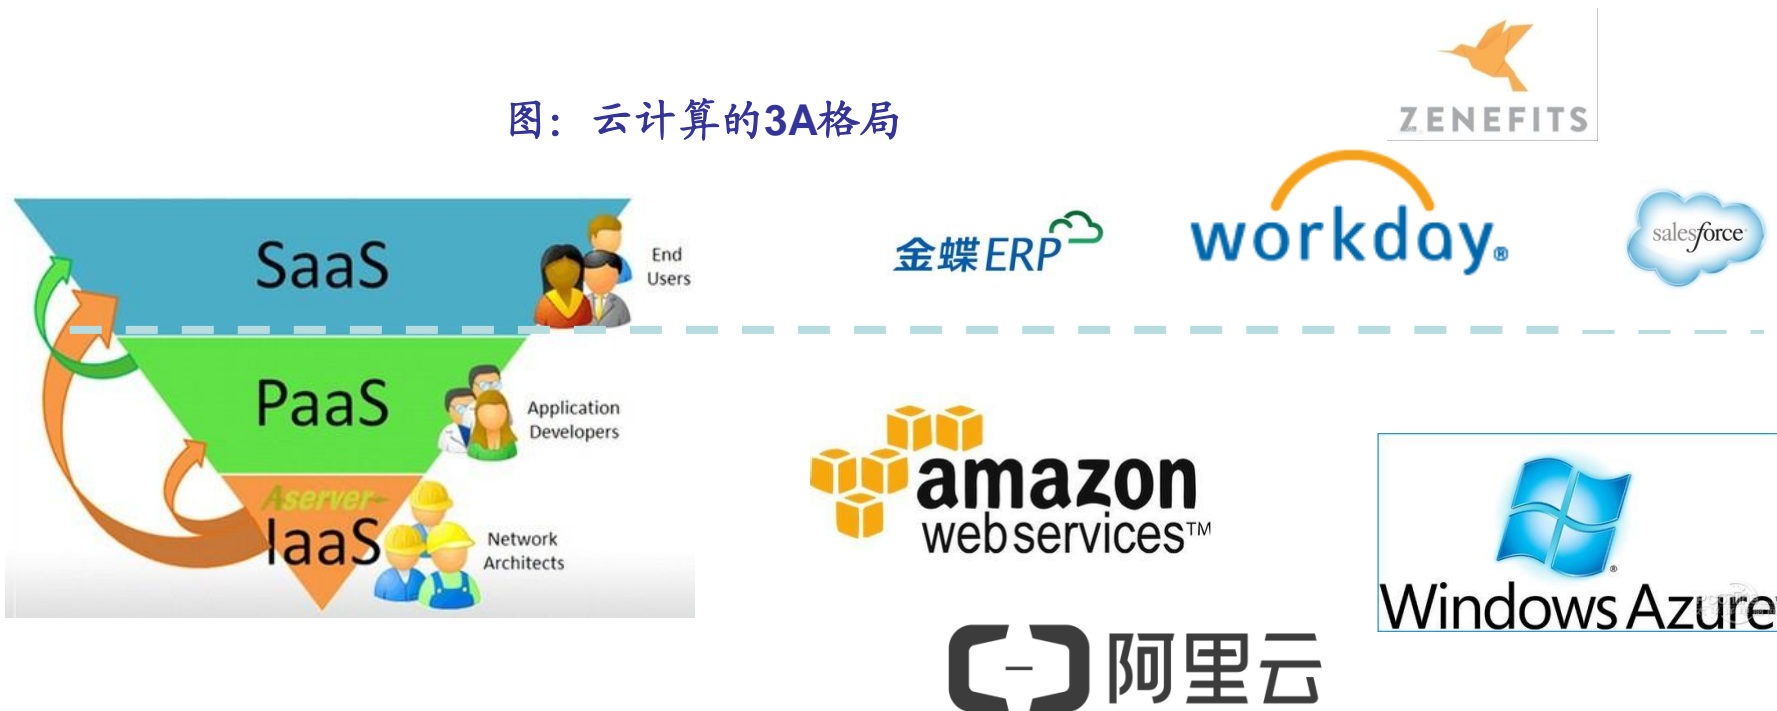 ZENEFITS
图：云计算的3A格局
SaaS
End
Users
金蝶ERP
workday®
salesforce
PaaS
Application
Developers
Aserver
IaaS
Network
Architects
amazon
webservices™
Windows Azure
阿里云